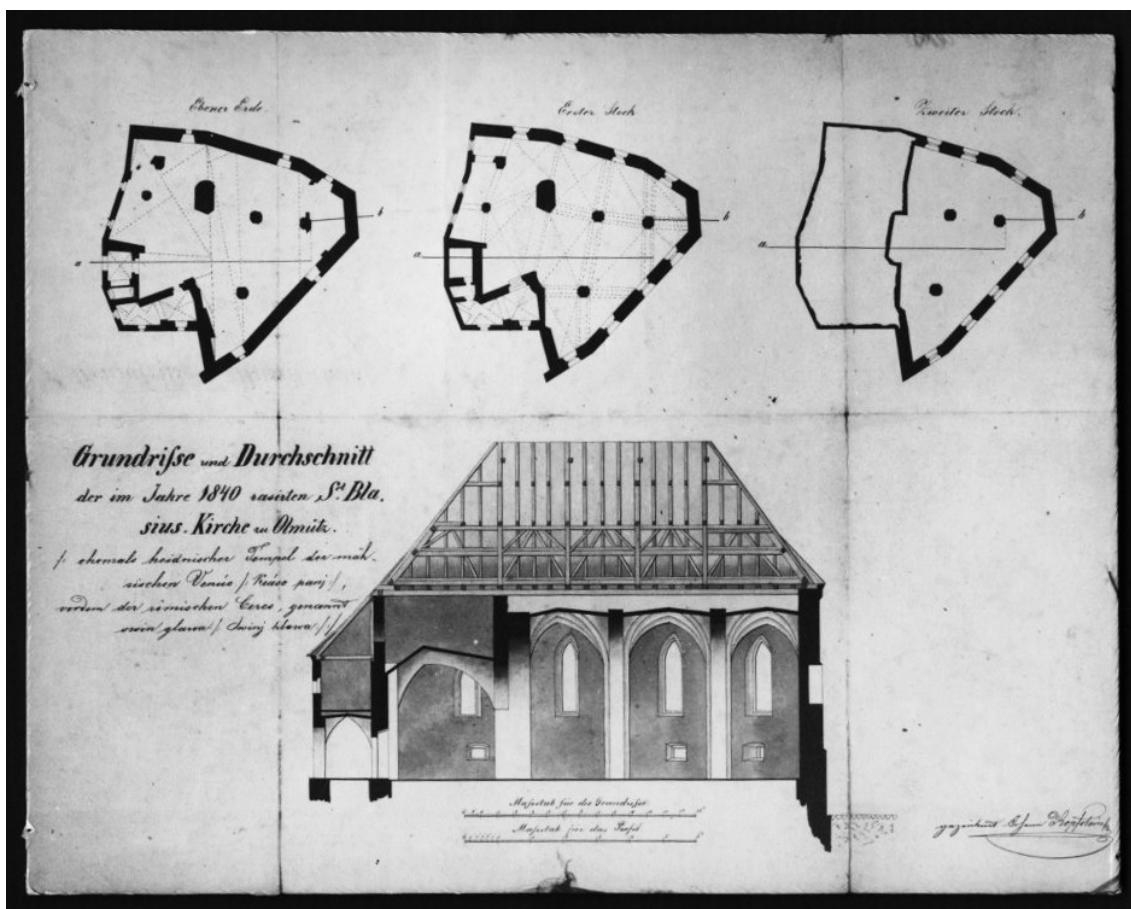 Ebener Erde.
Erster Stock
Zweiter Stock.
a
b
a
b
a
b
Grundriſse und Durchschnitt
der im Jahre 1840 rasirten St. Bla,
sius. Kirche zu Olmütz.
/: ehemals heidnischer Tempel der mäh-
rischen Venus /:
vordem der römischen Ceres, genannt
Maſsstab für die Grundriſse
Maſsstab für das Profil
gezeichnet